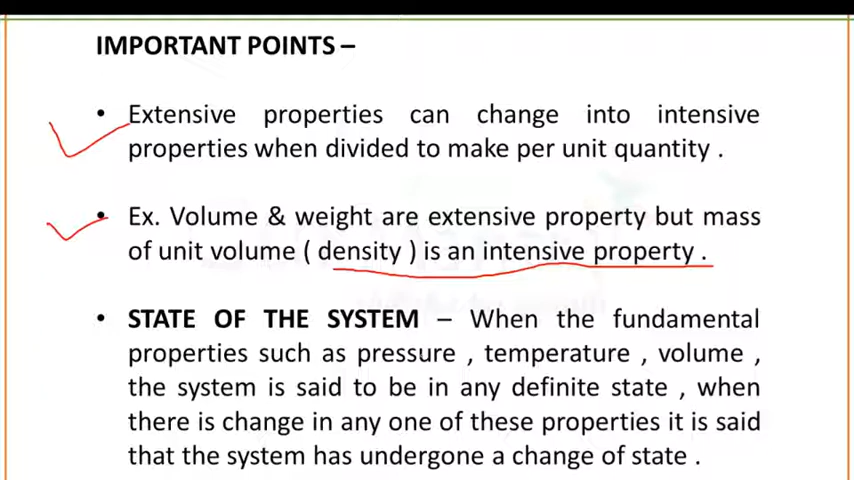 IMPORTANT POINTS –
• Extensive properties can change into intensive
properties when divided to make per unit quantity .
• Ex. Volume & weight are extensive property but mass
of unit volume ( density ) is an intensive property .
• STATE OF THE SYSTEM – When the fundamental
properties such as pressure , temperature , volume ,
the system is said to be in any definite state , when
there is change in any one of these properties it is said
that the system has undergone a change of state .